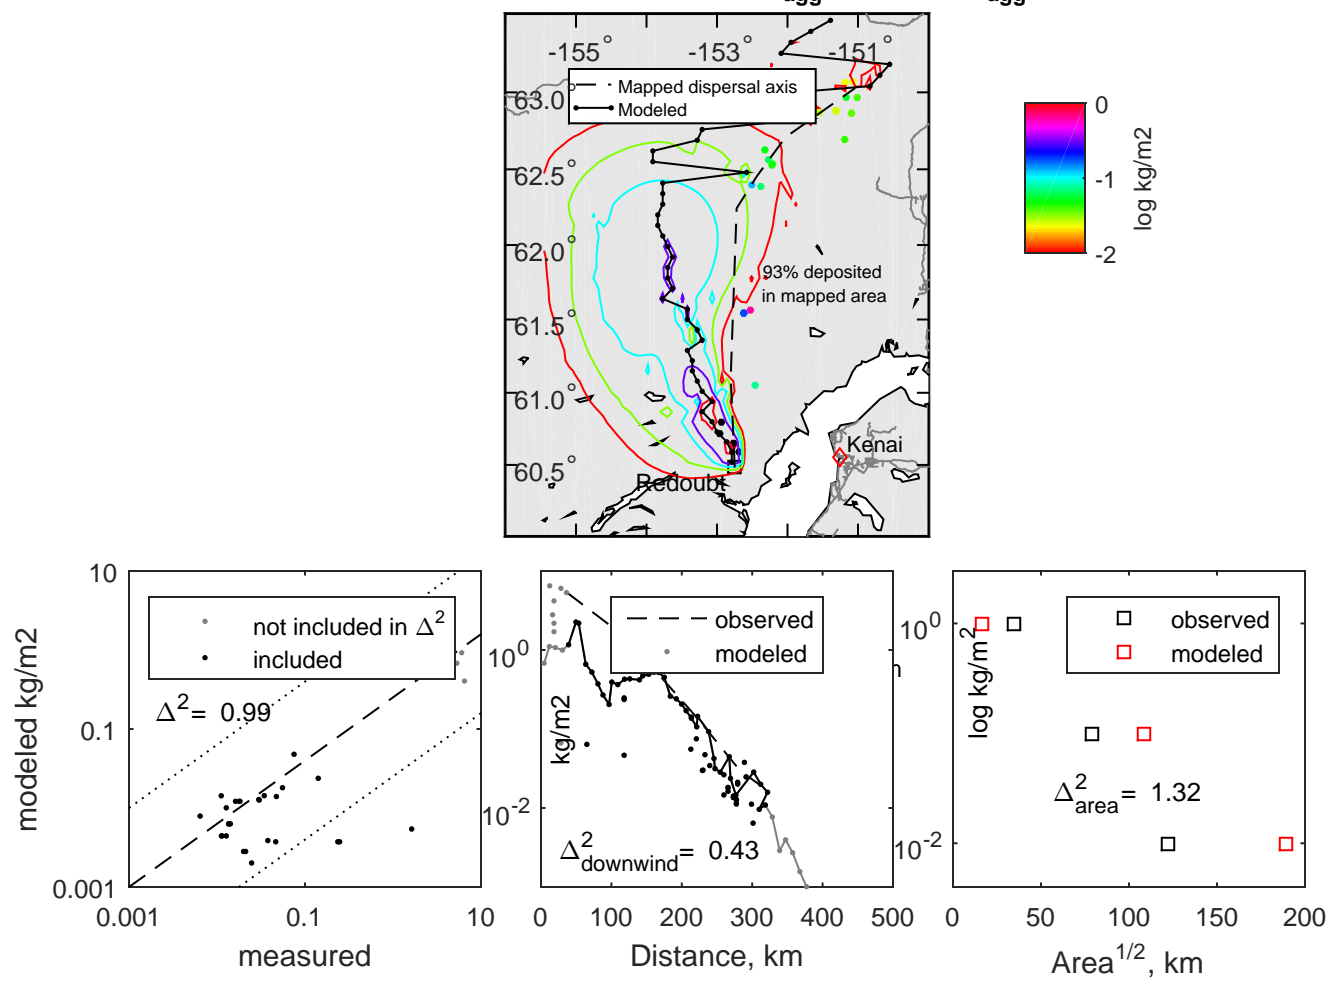 agg agg
-155° -153° -151°
Mapped dispersal axis
Modeled
63.0°
62.5°
62.0°
61.5°
61.0°
60.5°
93% deposited
in mapped area
Kenai
Redoubt
0
-1
-2
log kg/m2
10
0.1
0.001
modeled kg/m2
not included in Δ²
included
Δ²= 0.99
0.001 0.1 10
measured
10⁰
10⁻²
kg/m2
observed
modeled
Δ²downwind= 0.43
0 100 200 300 400 500
Distance, km
10⁰
10⁻²
log kg/m²
observed
modeled
Δ²area= 1.32
0 50 100 150 200
Area¹/², km